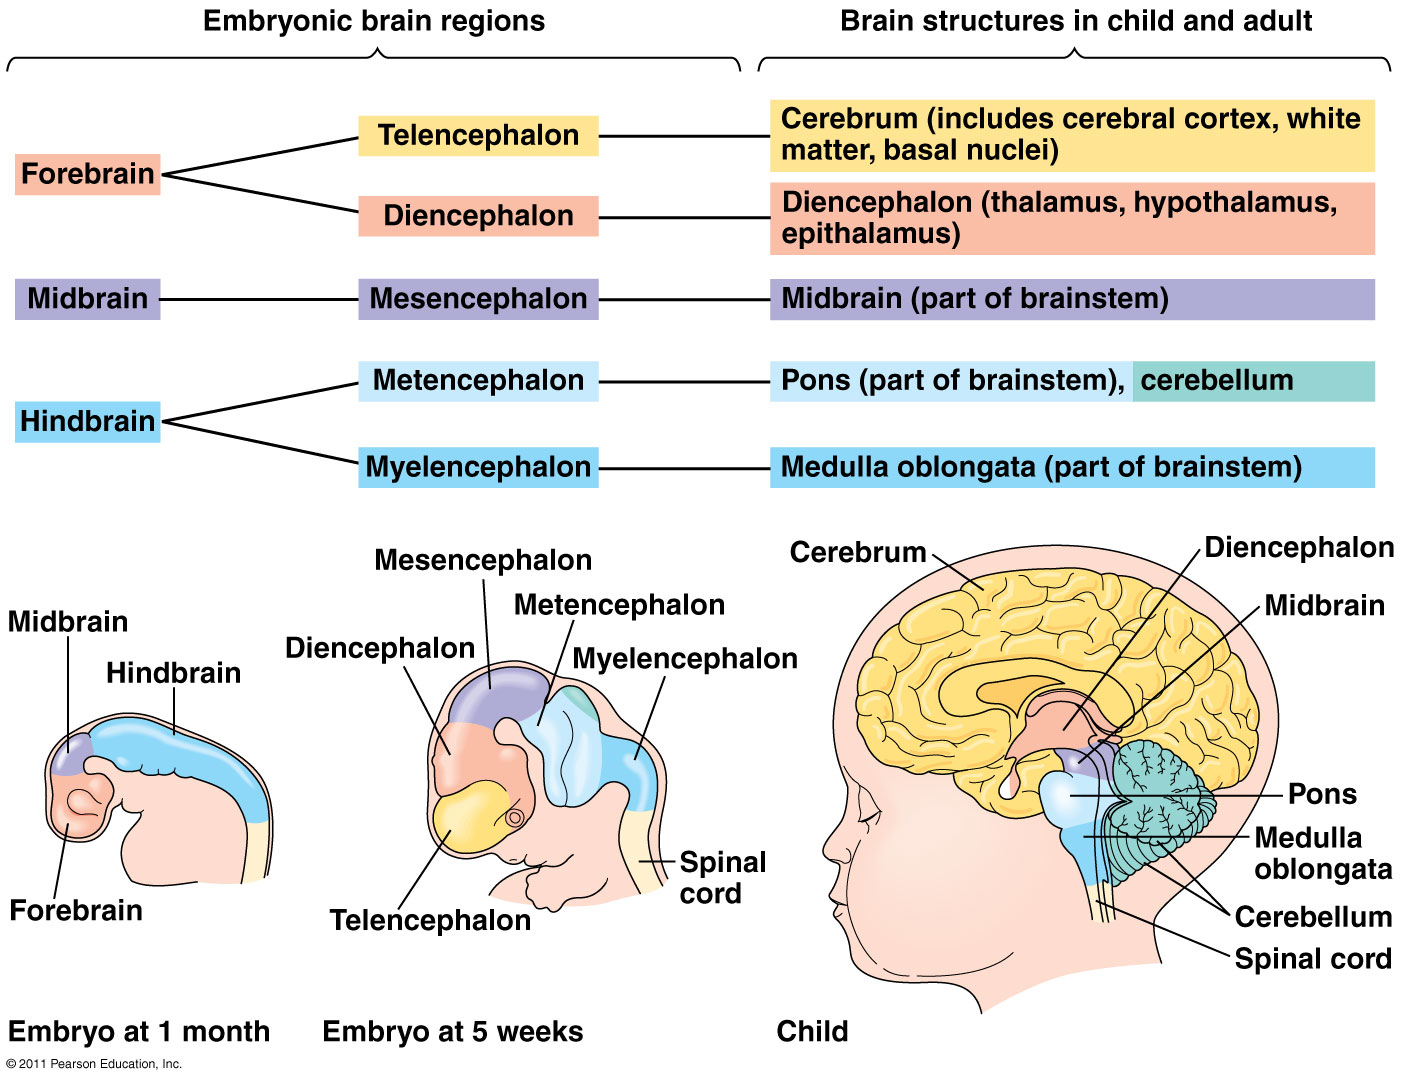 Embryonic brain regions
Brain structures in child and adult
Forebrain
Telencephalon
Cerebrum (includes cerebral cortex, white
matter, basal nuclei)
Diencephalon
Diencephalon (thalamus, hypothalamus,
epithalamus)
Midbrain
Mesencephalon
Midbrain (part of brainstem)
Hindbrain
Metencephalon
Pons (part of brainstem), cerebellum
Myelencephalon
Medulla oblongata (part of brainstem)
Midbrain
Hindbrain
Forebrain
Embryo at 1 month
Mesencephalon
Metencephalon
Diencephalon
Myelencephalon
Spinal
cord
Telencephalon
Embryo at 5 weeks
Cerebrum
Diencephalon
Midbrain
Pons
Medulla
oblongata
Cerebellum
Spinal cord
Child
© 2011 Pearson Education, Inc.